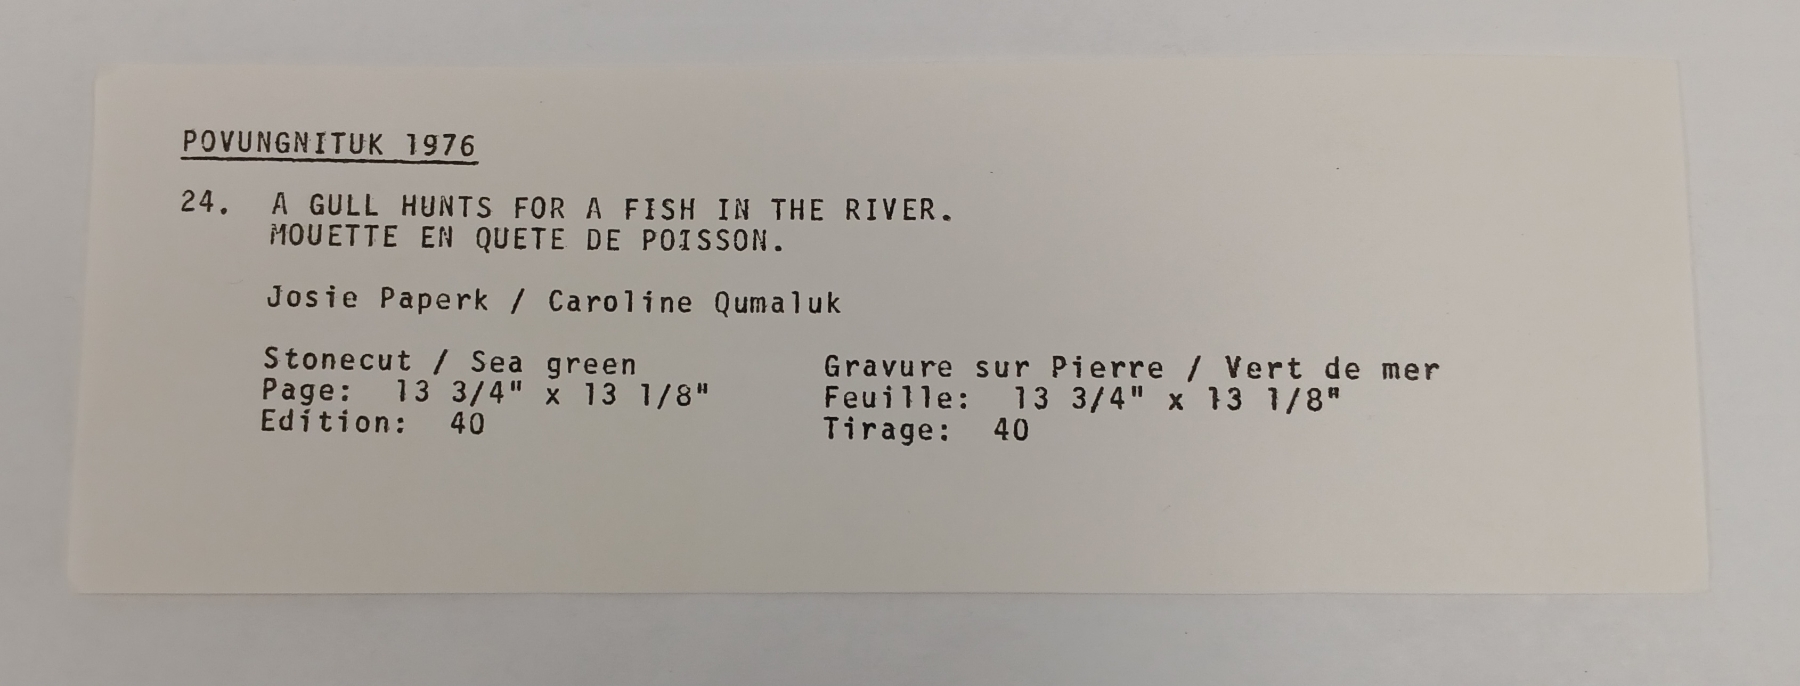 POVUNGNITUK 1976
24. A GULL HUNTS FOR A FISH IN THE RIVER.
MOUETTE EN QUETE DE POISSON.
Josie Paperk / Caroline Qumaluk
Stonecut / Sea green
Page: 13 3/4" x 13 1/8"
Edition: 40
Gravure sur Pierre / Vert de mer
Feuille: 13 3/4" x 13 1/8"
Tirage: 40